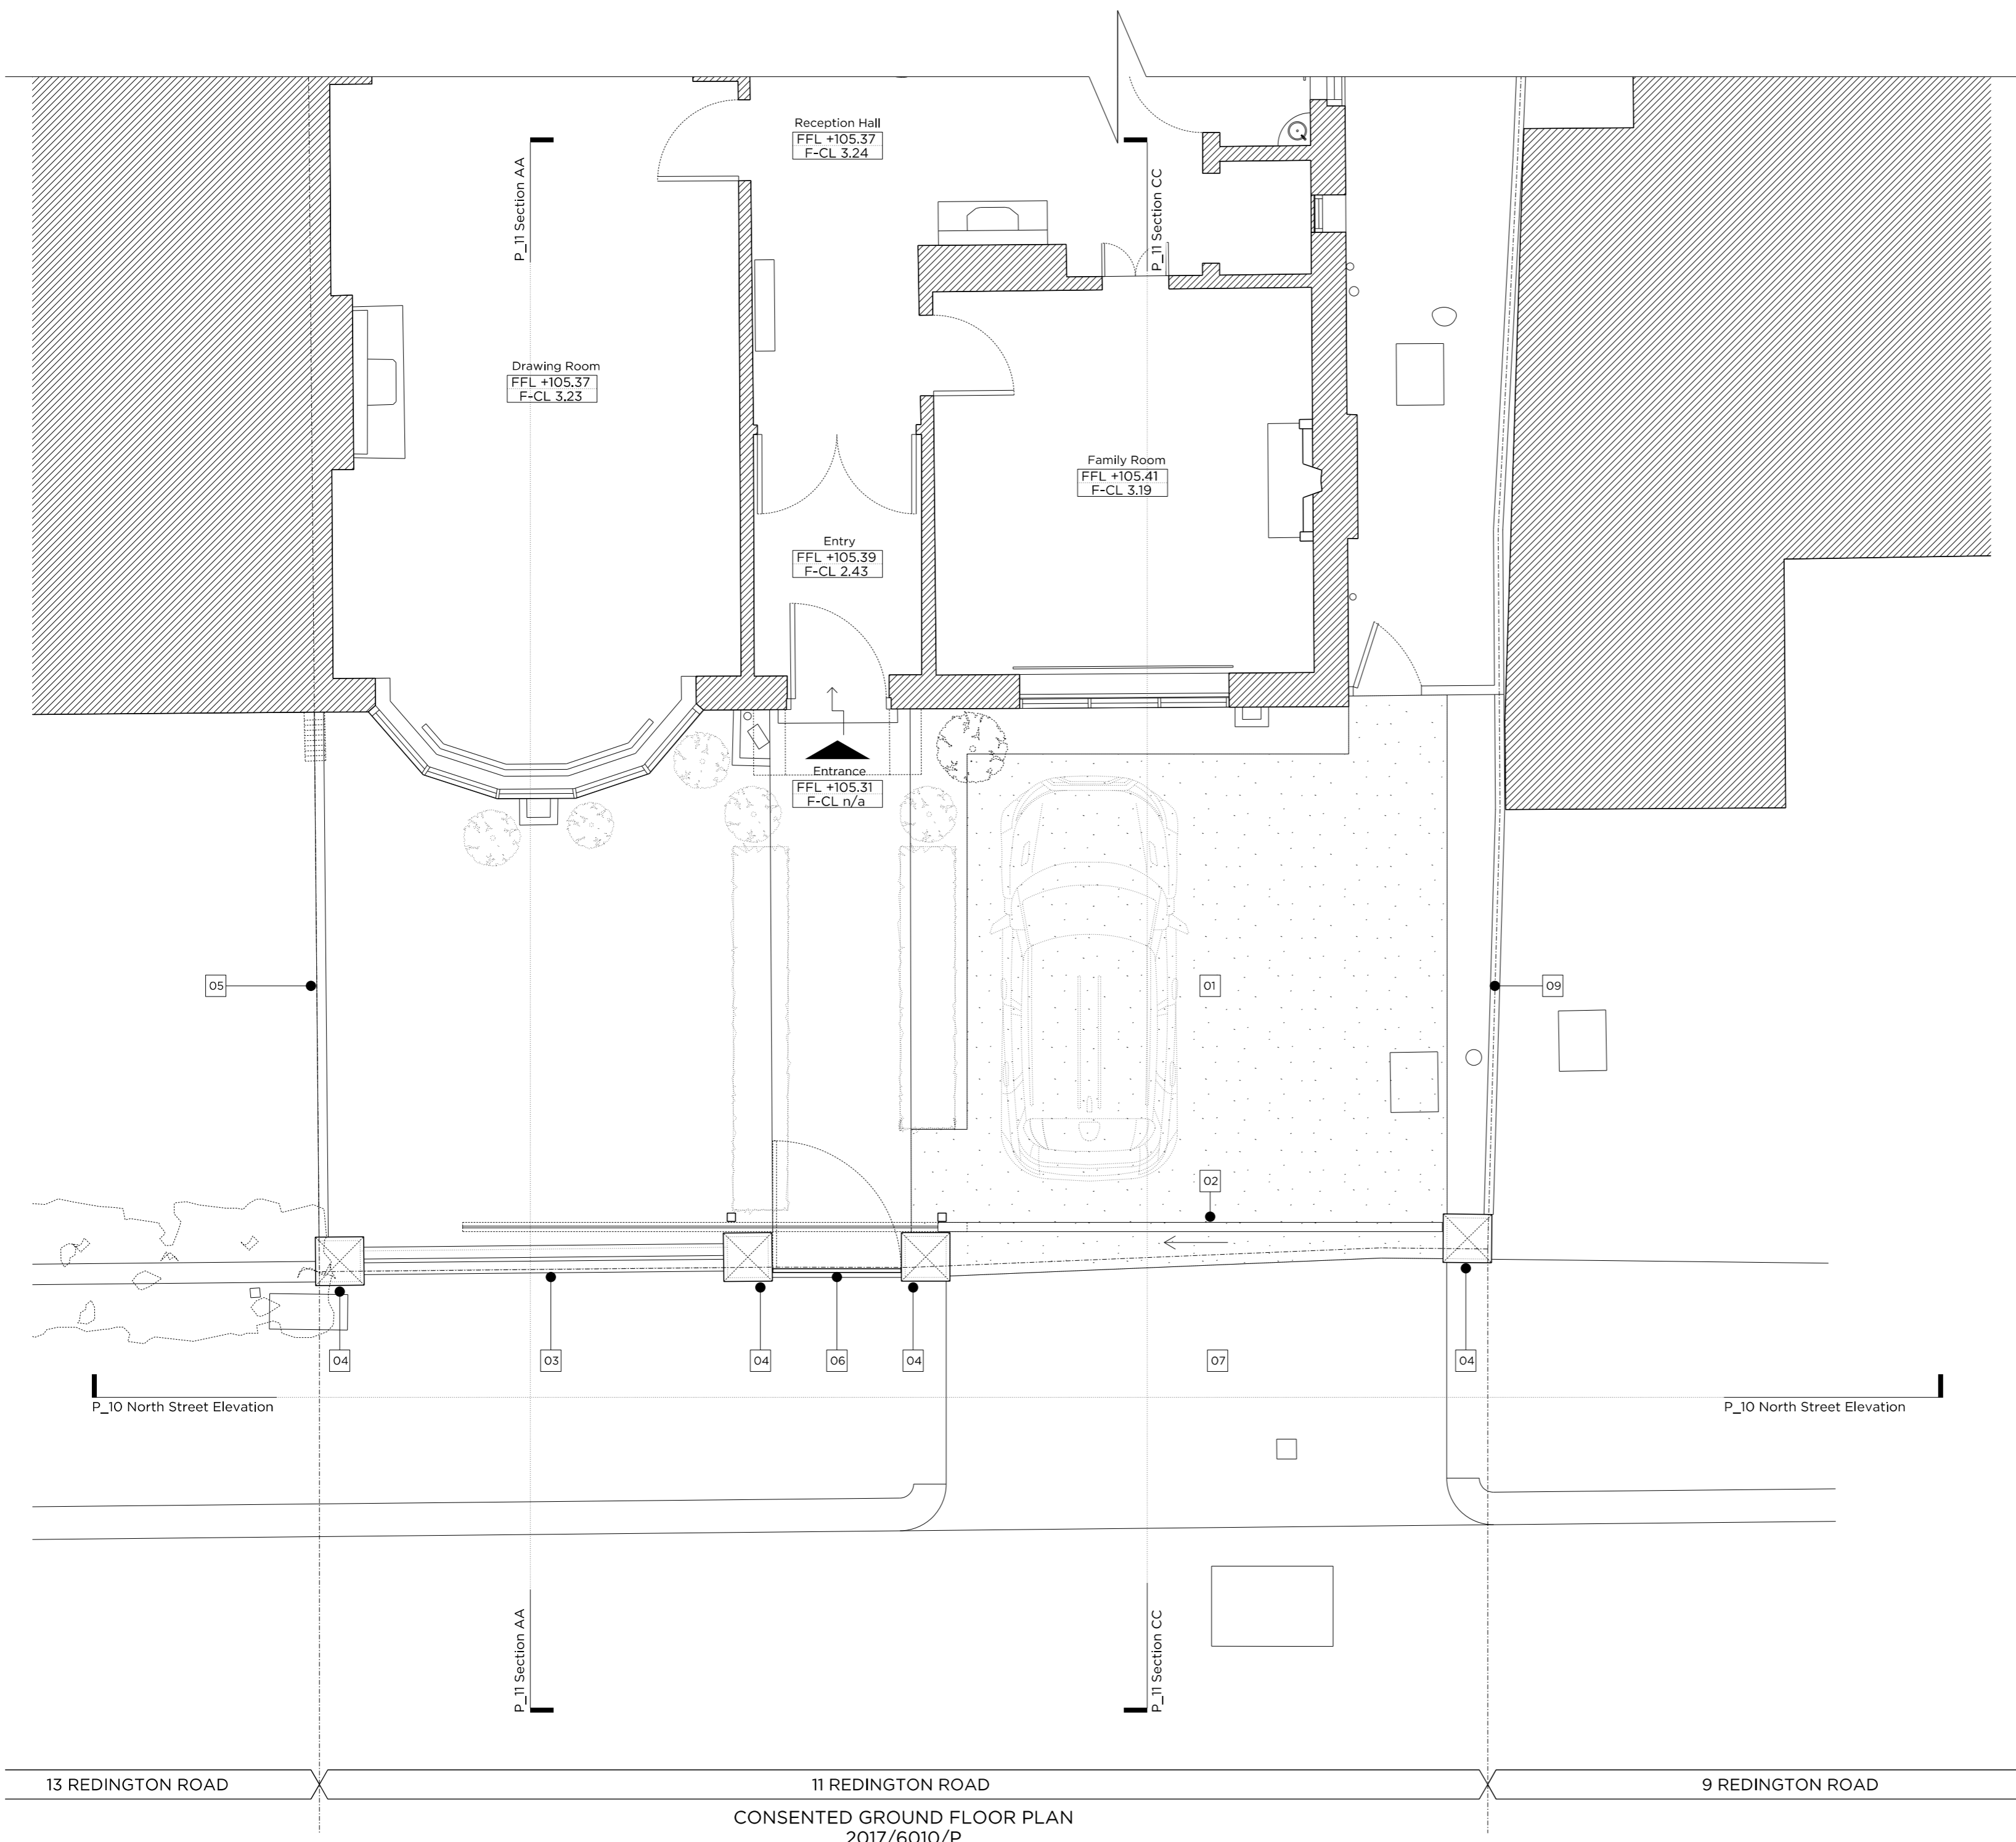 Reception Hall
FFL +105.37
F-CL 3.24
P_11 Section AA
P_11 Section CC
Drawing Room
FFL +105.37
F-CL 3.23
Family Room
FFL +105.41
F-CL 3.19
Entry
FFL +105.39
F-CL 2.43
Entrance
FFL +105.31
F-CL n/a
05
01
09
02
04
03
04
06
04
07
04
P_10 North Street Elevation
P_10 North Street Elevation
P_11 Section AA
P_11 Section CC
13 REDINGTON ROAD
11 REDINGTON ROAD
9 REDINGTON ROAD
CONSENTED GROUND FLOOR PLAN
2017/6010/P